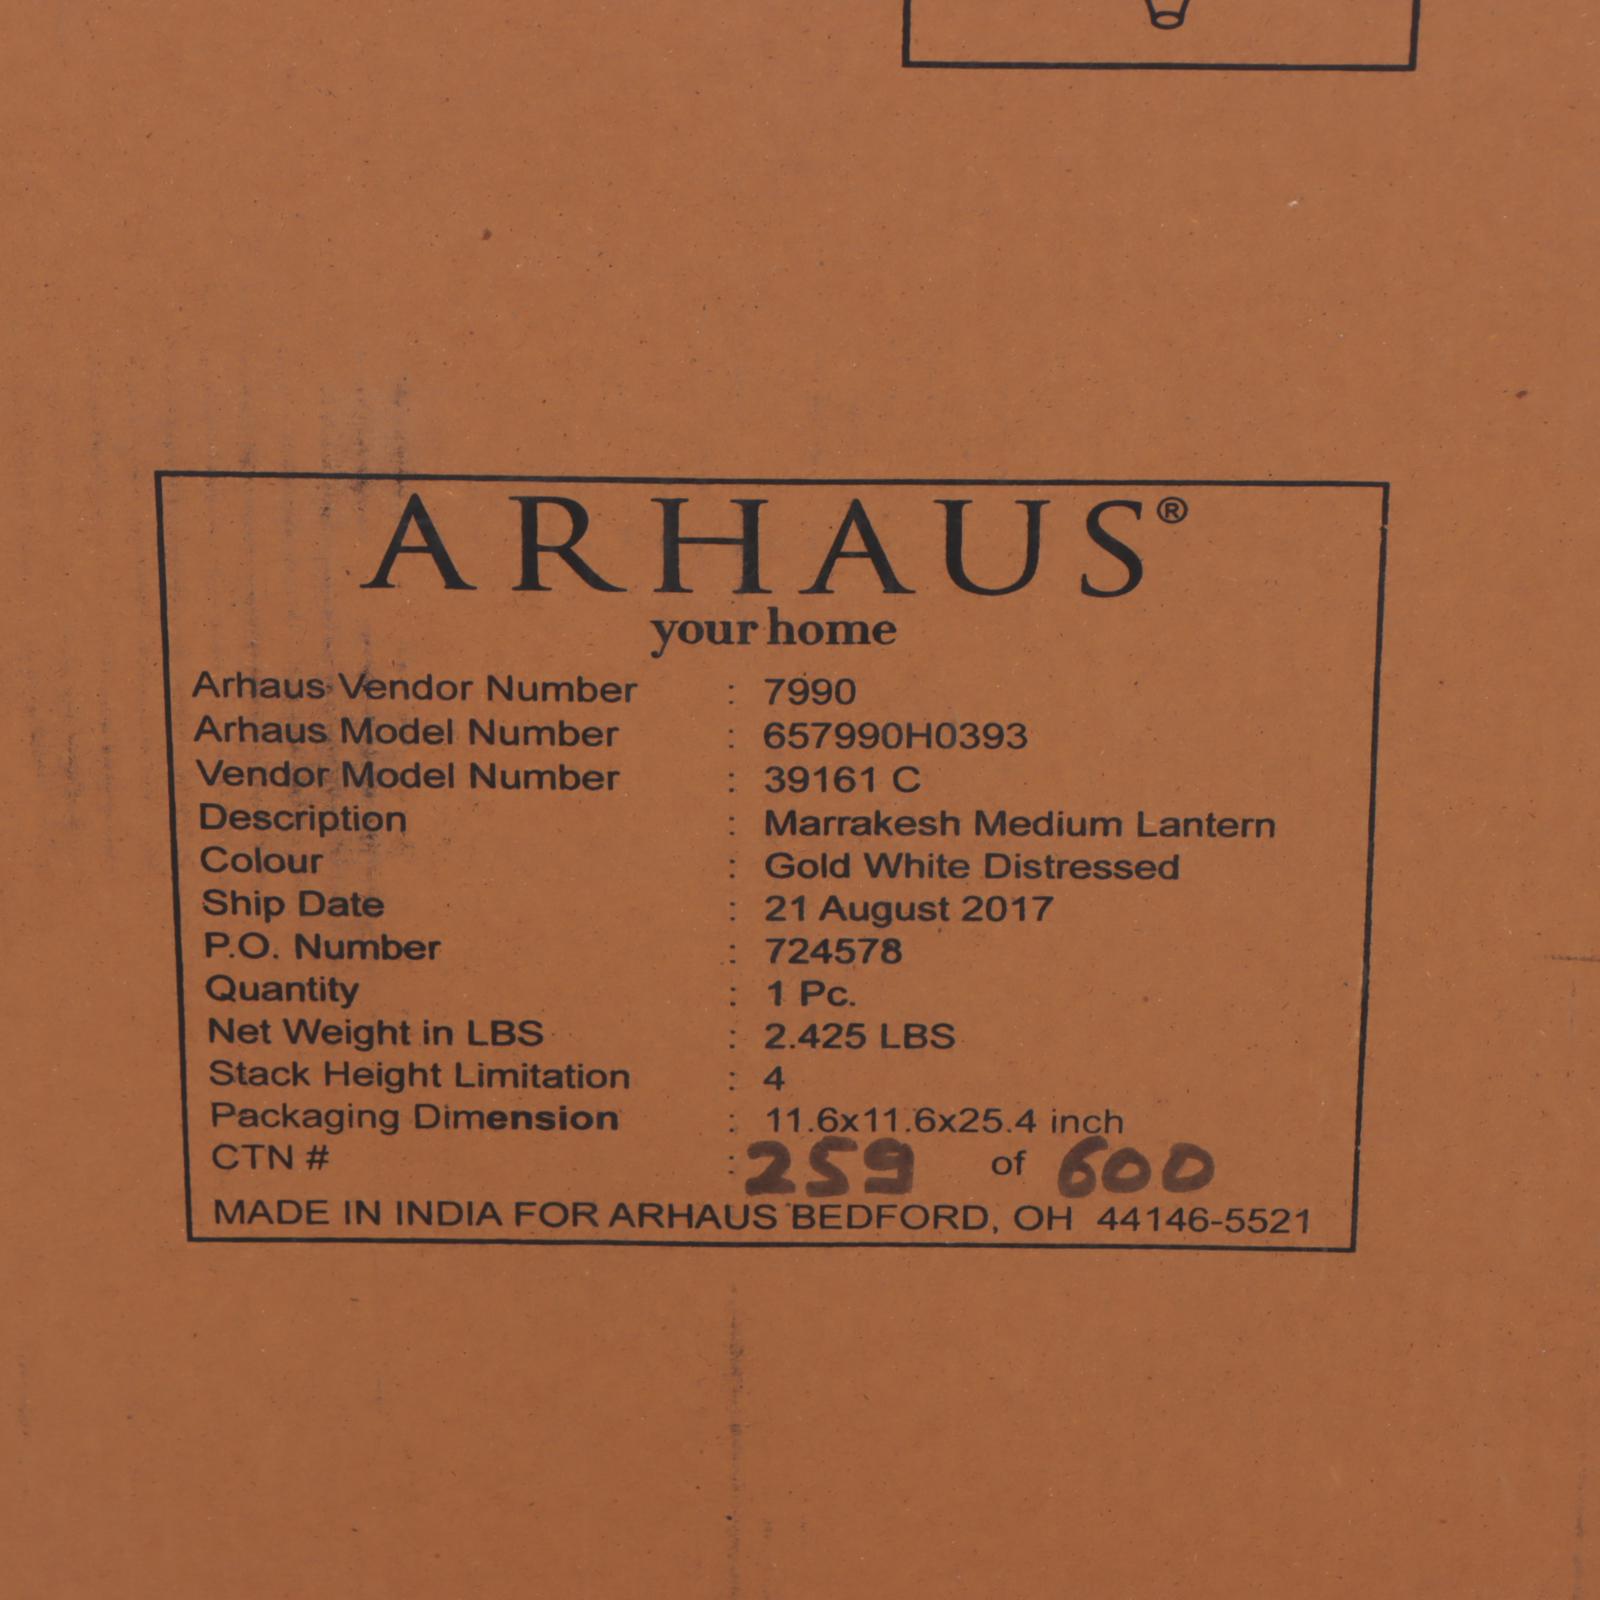 ARHAUS®
your home
Arhaus Vendor Number : 7990
Arhaus Model Number : 657990H0393
Vendor Model Number : 39161 C
Description : Marrakesh Medium Lantern
Colour : Gold White Distressed
Ship Date : 21 August 2017
P.O. Number : 724578
Quantity : 1 Pc.
Net Weight in LBS : 2.425 LBS
Stack Height Limitation : 4
Packaging Dimension : 11.6x11.6x25.4 inch
CTN # : 259 of 600
MADE IN INDIA FOR ARHAUS BEDFORD, OH 44146-5521